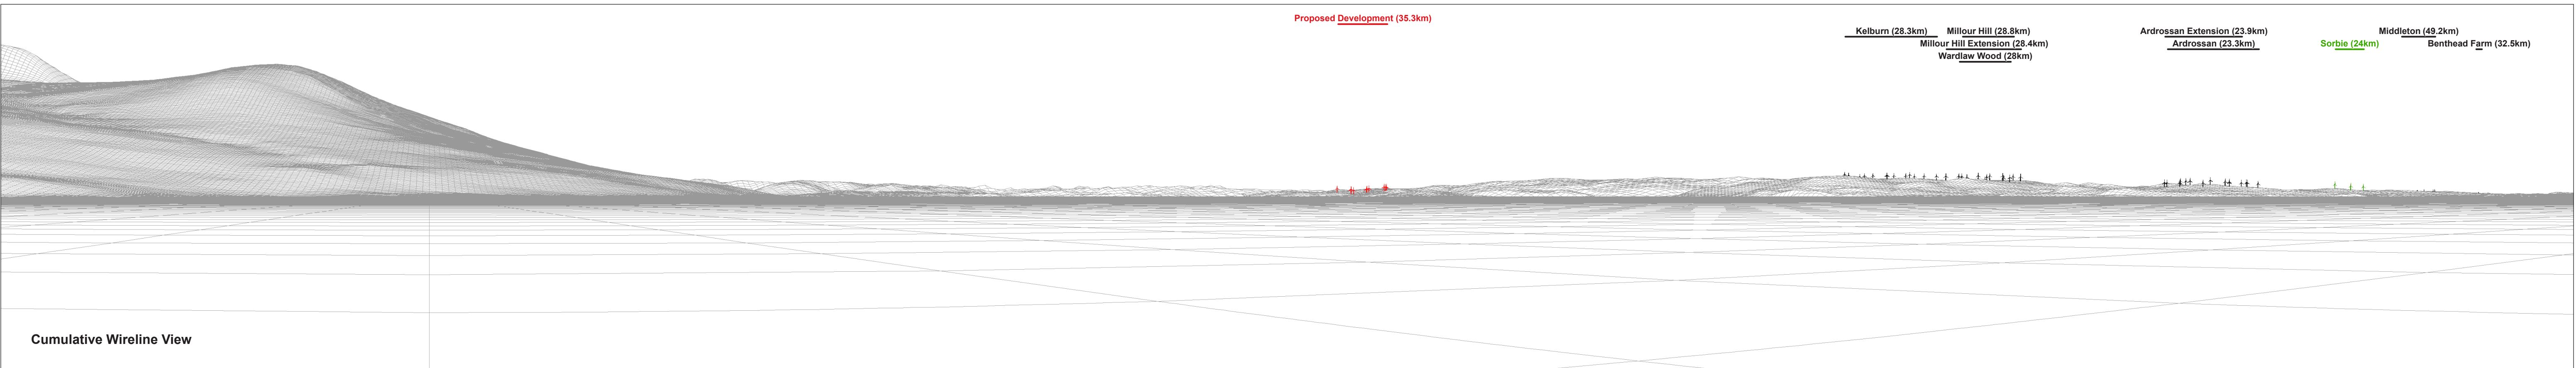 Proposed Development (35.3km)
Kelburn (28.3km)
Millour Hill (28.8km)
Millour Hill Extension (28.4km)
Wardlaw Wood (28km)
Ardrossan Extension (23.9km)
Ardrossan (23.3km)
Sorbie (24km)
Middleton (49.2km)
Benthead Farm (32.5km)
Cumulative Wireline View